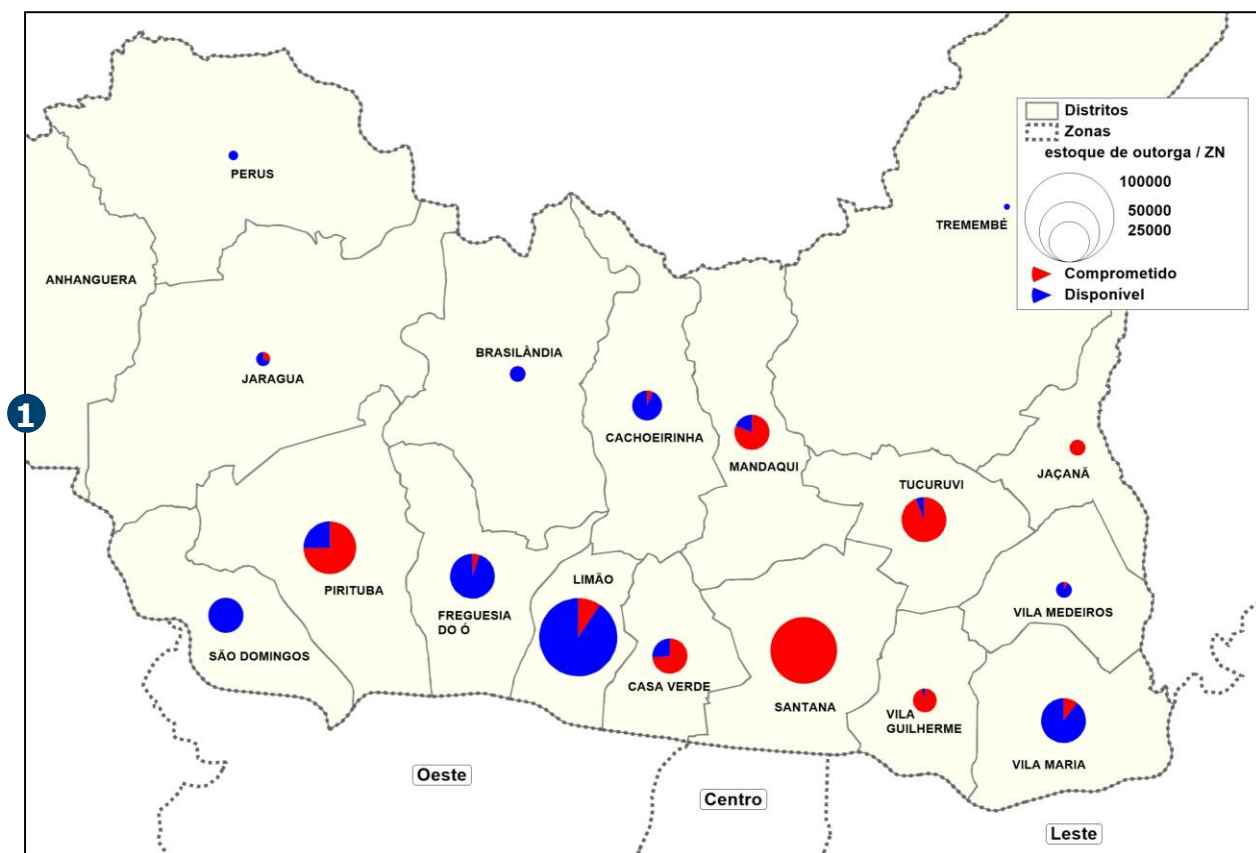 Distritos
Zonas
estoque de outorga / ZN
100000
50000
25000
Comprometido
Disponível
PERUS
TREMEMBÉ
ANHANGUERA
BRASILÂNDIA
JARAGUA
1
CACHOEIRINHA
MANDAQUI
JAÇANÃ
TUCURUVI
LIMÃO
PIRITUBA
FREGUESIA
DO Ó
VILA MEDEIROS
SÃO DOMINGOS
CASA VERDE
SANTANA
VILA
GUILHERME
VILA MARIA
Oeste
Centro
Leste